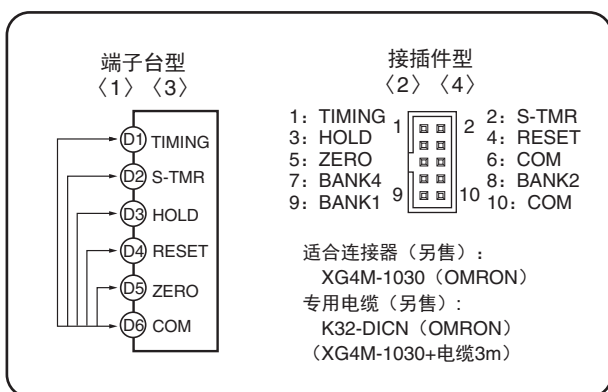 端子台型
〈1〉〈3〉
D1 TIMING
D2 S-TMR
D3 HOLD
D4 RESET
D5 ZERO
D6 COM
接插件型
〈2〉〈4〉
1：TIMING 1 2 2：S-TMR
3：HOLD 4：RESET
5：ZERO 6：COM
7：BANK4 8：BANK2
9：BANK1 9 10 10：COM
适合连接器（另售）：
XG4M-1030（OMRON）
专用电缆（另售）：
K32-DICN（OMRON）
（XG4M-1030+电缆3m）